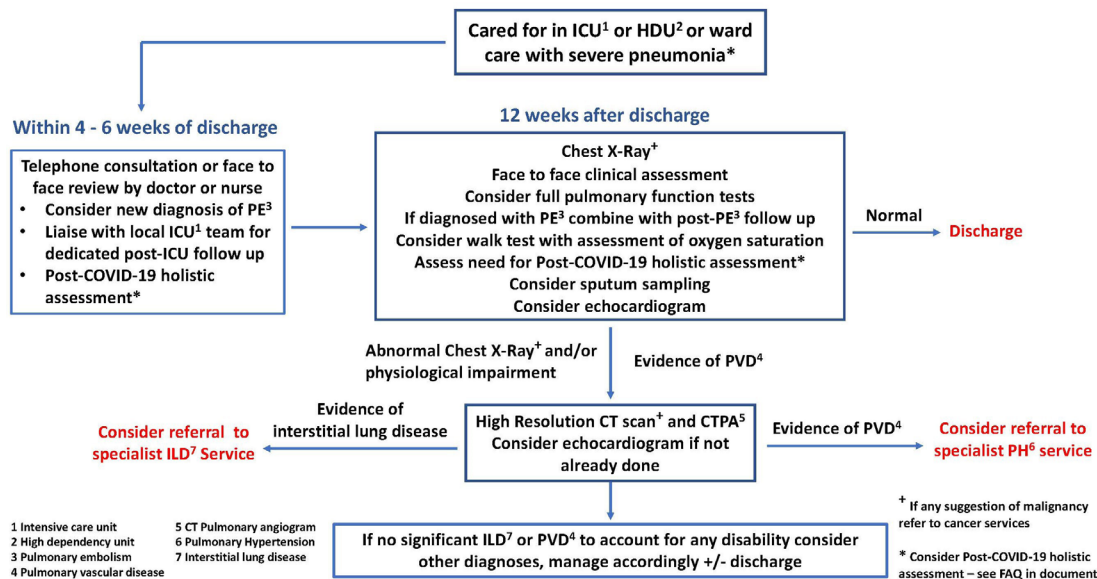 Cared for in ICU¹ or HDU² or ward
care with severe pneumonia*
Within 4 - 6 weeks of discharge
Telephone consultation or face to
face review by doctor or nurse
• Consider new diagnosis of PE³
• Liaise with local ICU¹ team for
dedicated post-ICU follow up
• Post-COVID-19 holistic
assessment*
12 weeks after discharge
Chest X-Ray⁺
Face to face clinical assessment
Consider full pulmonary function tests
If diagnosed with PE³ combine with post-PE³ follow up
Consider walk test with assessment of oxygen saturation
Assess need for Post-COVID-19 holistic assessment*
Consider sputum sampling
Consider echocardiogram
Normal
Discharge
Abnormal Chest X-Ray⁺ and/or
physiological impairment
Evidence of PVD⁴
High Resolution CT scan⁺ and CTPA⁵
Consider echocardiogram if not
already done
Evidence of
interstitial lung disease
Consider referral to
specialist ILD⁷ Service
Evidence of PVD⁴
Consider referral to
specialist PH⁶ service
If no significant ILD⁷ or PVD⁴ to account for any disability consider
other diagnoses, manage accordingly +/- discharge
1 Intensive care unit
2 High dependency unit
3 Pulmonary embolism
4 Pulmonary vascular disease
5 CT Pulmonary angiogram
6 Pulmonary Hypertension
7 Interstitial lung disease
⁺ If any suggestion of malignancy
refer to cancer services
* Consider Post-COVID-19 holistic
assessment – see FAQ in document